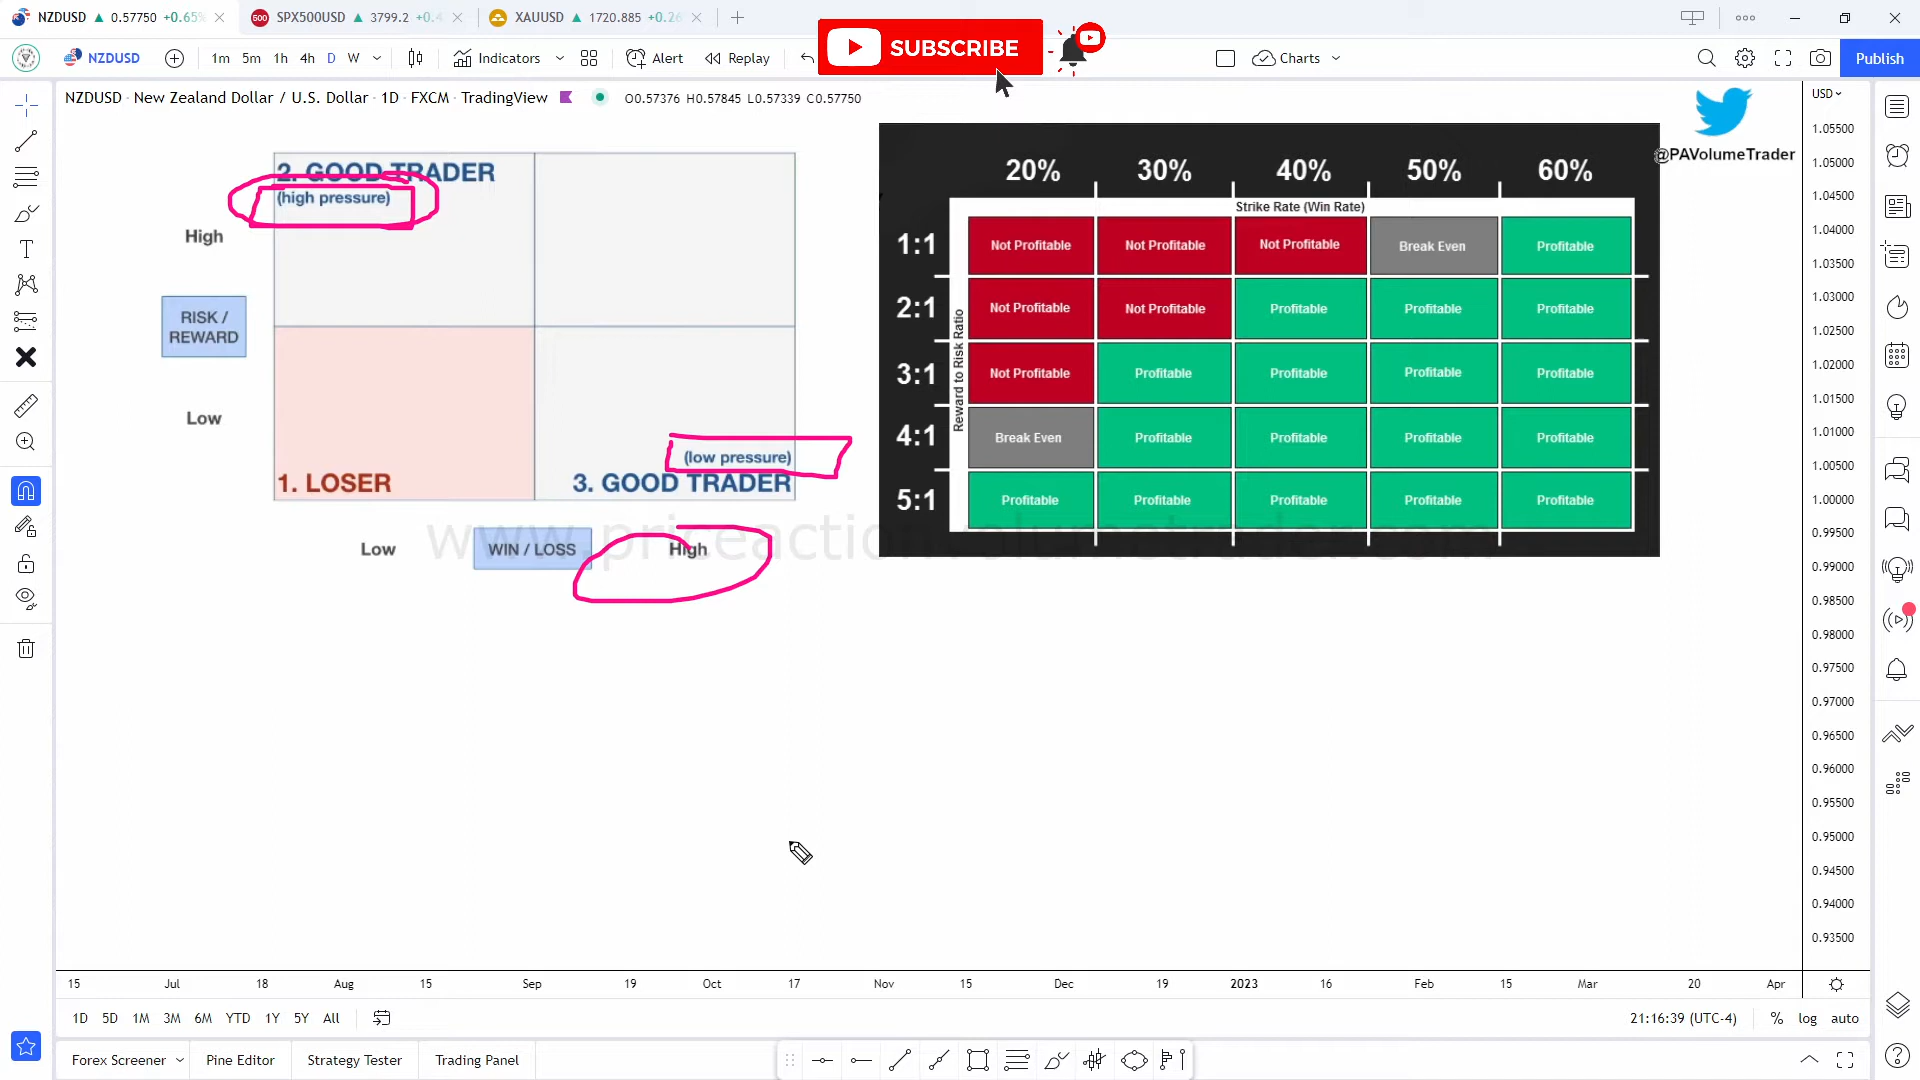 NZDUSD ▲ 0.57750 +0.65%
500 SPX500USD ▲ 3799.2 +0.4
XAUUSD ▲ 1720.885
SUBSCRIBE
NZDUSD
1m 5m 1h 4h D W
Indicators
Alert
Replay
Charts
Publish
NZDUSD · New Zealand Dollar / U.S. Dollar · 1D · FXCM · TradingView
O0.57376 H0.57845 L0.57339 C0.57750
USD
@PAVolumeTrader
2. GOOD TRADER
(high pressure)
High
RISK /
REWARD
Low
(low pressure)
1. LOSER
3. GOOD TRADER
Low
WIN / LOSS
High
20% 30% 40% 50% 60%
Strike Rate (Win Rate)
Reward to Risk Ratio
1:1 Not Profitable Not Profitable Not Profitable Break Even Profitable
2:1 Not Profitable Not Profitable Profitable Profitable Profitable
3:1 Not Profitable Profitable Profitable Profitable Profitable
4:1 Break Even Profitable Profitable Profitable Profitable
5:1 Profitable Profitable Profitable Profitable Profitable
www.priceactionvolumetrader.com
1.05500
1.05000
1.04500
1.04000
1.03500
1.03000
1.02500
1.02000
1.01500
1.01000
1.00500
1.00000
0.99500
0.99000
0.98500
0.98000
0.97500
0.97000
0.96500
0.96000
0.95500
0.95000
0.94500
0.94000
0.93500
15 Jul 18 Aug 15 Sep 19 Oct 17 Nov 15 Dec 19 2023 16 Feb 15 Mar 20 Apr
1D 5D 1M 3M 6M YTD 1Y 5Y All
21:16:39 (UTC-4) % log auto
Forex Screener
Pine Editor
Strategy Tester
Trading Panel